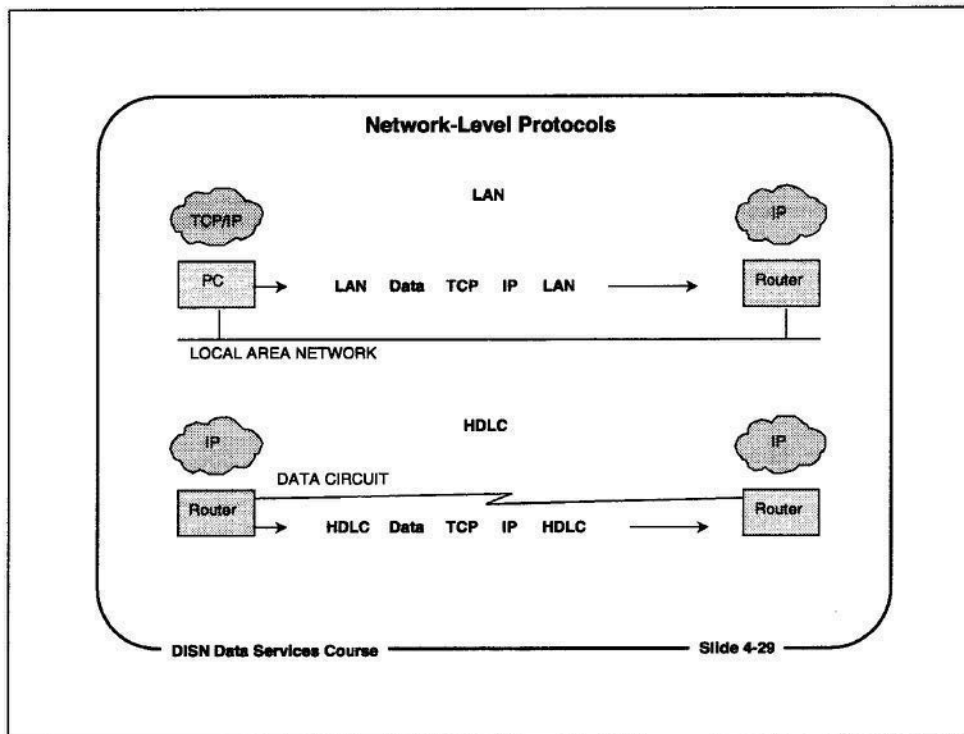 Network-Level Protocols
LAN
TCP/IP
IP
PC
LAN Data TCP IP LAN
Router
LOCAL AREA NETWORK
HDLC
IP
IP
DATA CIRCUIT
Router
Router
HDLC Data TCP IP HDLC
DISN Data Services Course
Slide 4-29